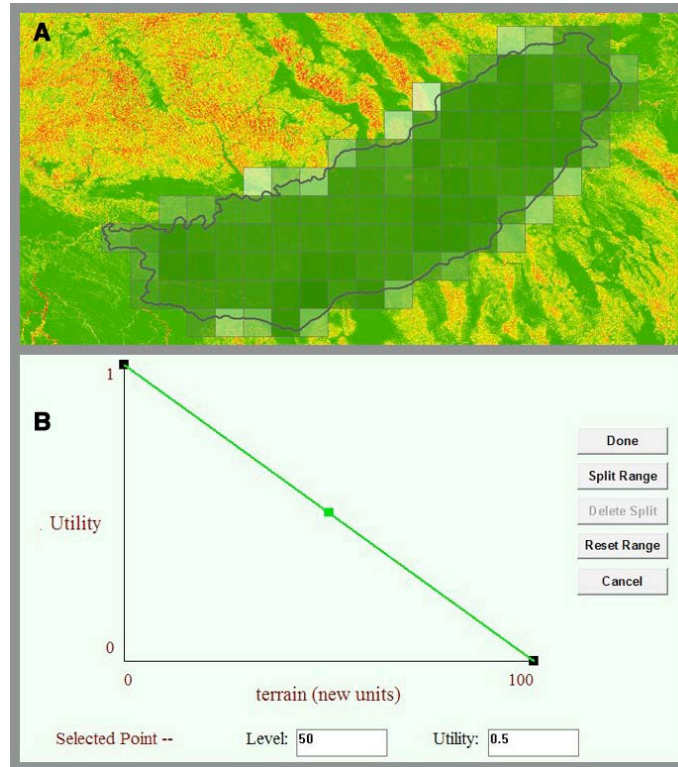 A
B
1
Utility
0
0
100
terrain (new units)
Done
Split Range
Delete Split
Reset Range
Cancel
Selected Point --
Level:
50
Utility:
0.5